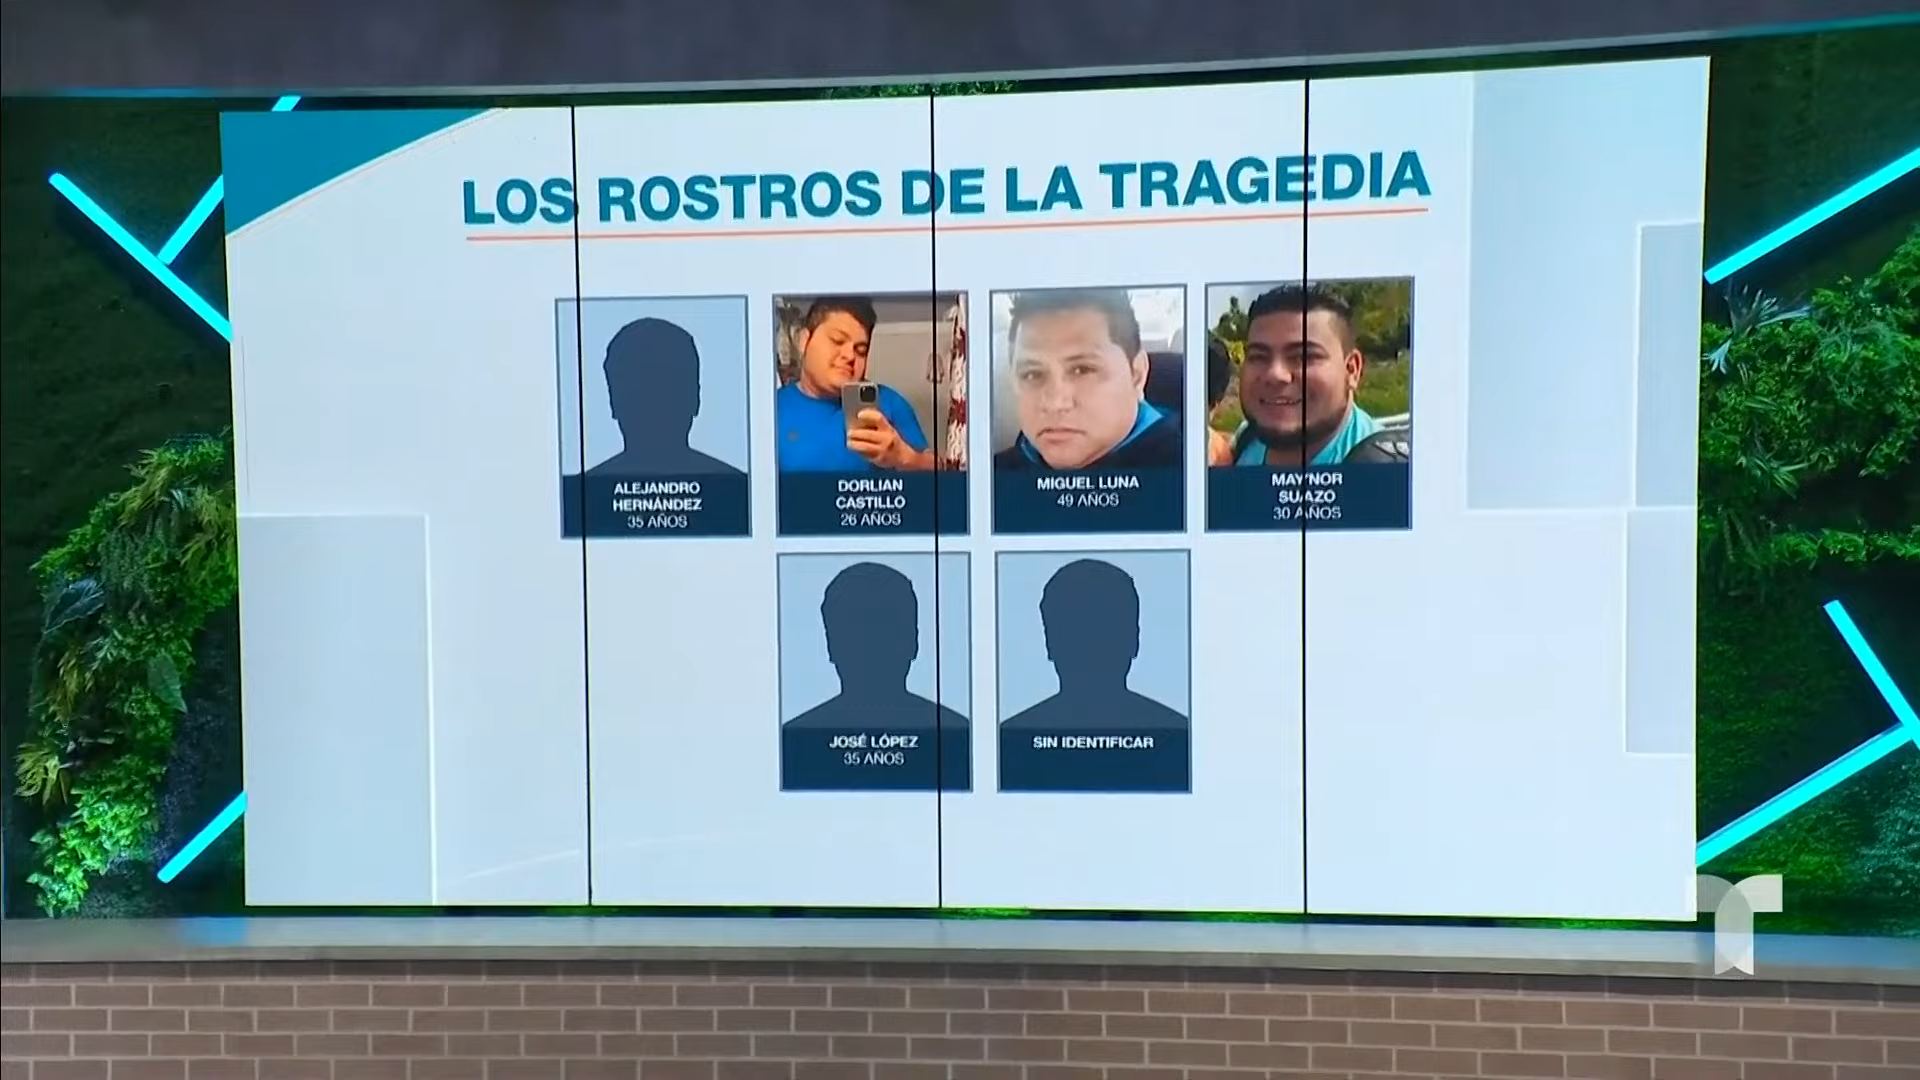 LOS ROSTROS DE LA TRAGEDIA
ALEJANDRO
HERNÁNDEZ
35 AÑOS
DORLIAN
CASTILLO
26 AÑOS
MIGUEL LUNA
49 AÑOS
MAYNOR
SUAZO
30 AÑOS
JOSÉ LÓPEZ
35 AÑOS
SIN IDENTIFICAR